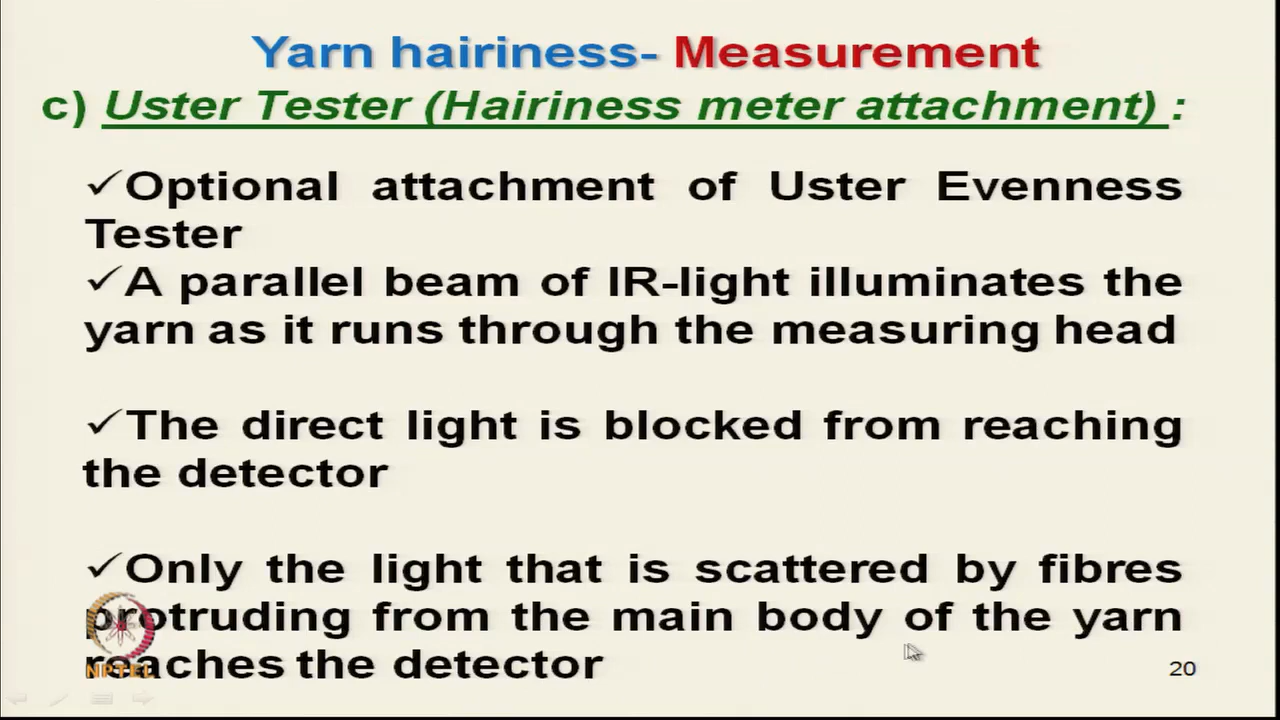 Yarn hairiness- Measurement
c) Uster Tester (Hairiness meter attachment) :
✓Optional attachment of Uster Evenness
Tester
✓A parallel beam of IR-light illuminates the
yarn as it runs through the measuring head
✓The direct light is blocked from reaching
the detector
✓Only the light that is scattered by fibres
protruding from the main body of the yarn
reaches the detector
NPTEL
20